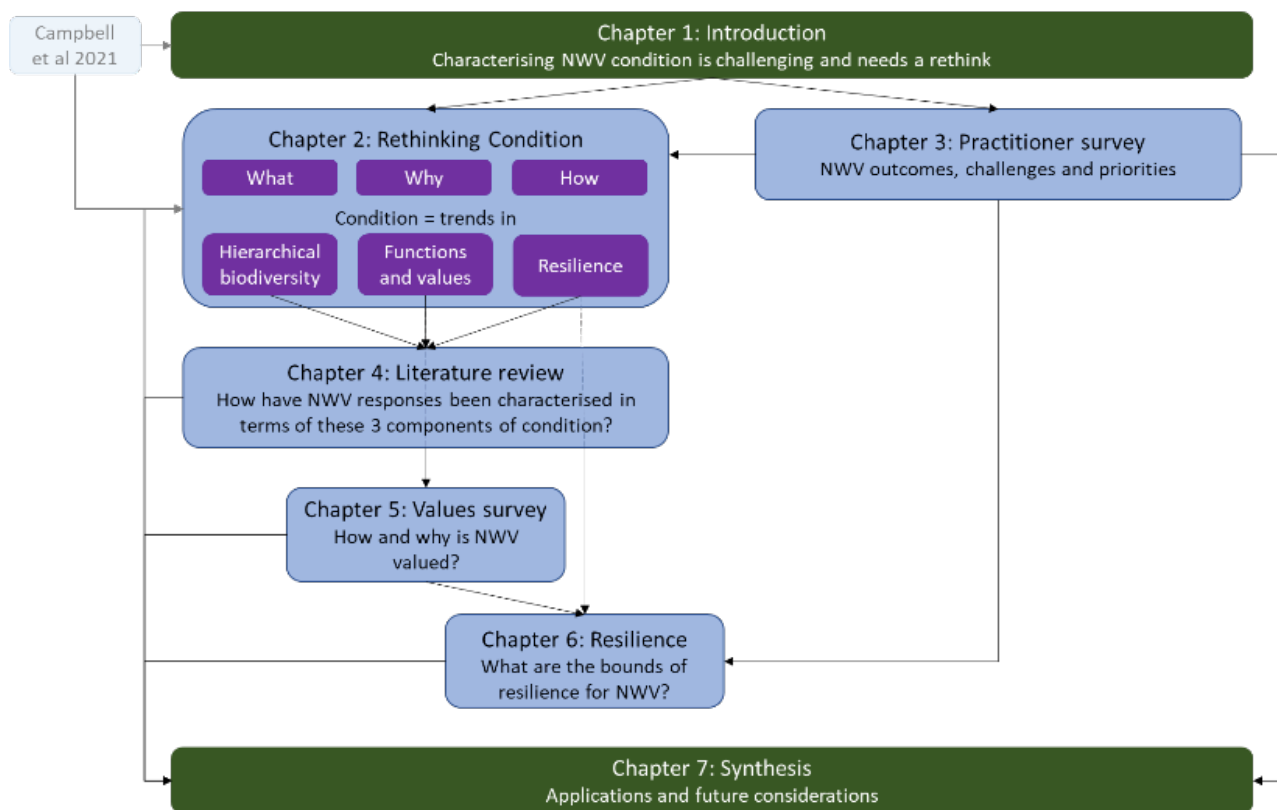 Campbell
et al 2021
Chapter 1: Introduction
Characterising NWV condition is challenging and needs a rethink
Chapter 2: Rethinking Condition
What
Why
How
Condition = trends in
Hierarchical
biodiversity
Functions
and values
Resilience
Chapter 3: Practitioner survey
NWV outcomes, challenges and priorities
Chapter 4: Literature review
How have NWV responses been characterised in
terms of these 3 components of condition?
Chapter 5: Values survey
How and why is NWV
valued?
Chapter 6: Resilience
What are the bounds of
resilience for NWV?
Chapter 7: Synthesis
Applications and future considerations